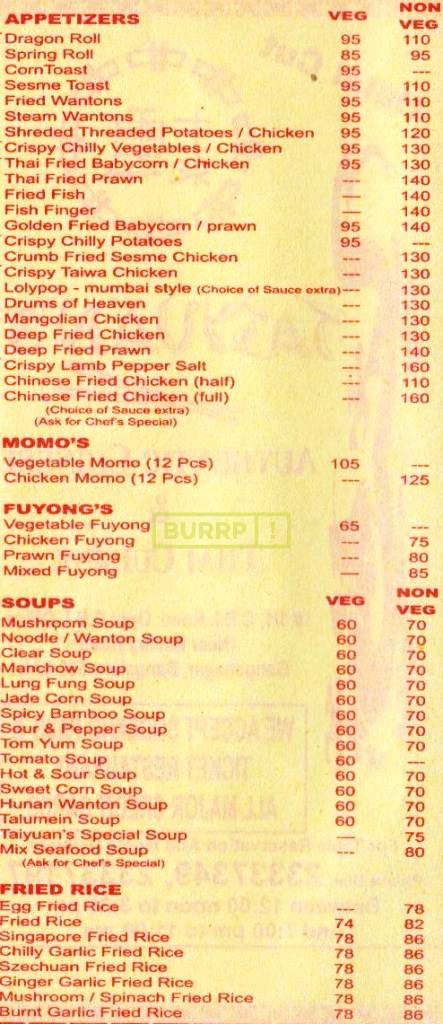 APPETIZERS VEG NON VEG
Dragon Roll 95 110
Spring Roll 85 95
CornToast 95 ---
Sesme Toast 95 110
Fried Wantons 95 110
Steam Wantons 95 110
Shreded Threaded Potatoes / Chicken 95 120
Crispy Chilly Vegetables / Chicken 95 130
Thai Fried Babycorn / Chicken 95 130
Thai Fried Prawn --- 140
Fried Fish --- 140
Fish Finger --- 140
Golden Fried Babycorn / prawn 95 140
Crispy Chilly Potatoes 95 ---
Crumb Fried Sesme Chicken --- 130
Crispy Taiwa Chicken --- 130
Lolypop - mumbai style (Choice of Sauce extra) --- 130
Drums of Heaven --- 130
Mangolian Chicken --- 130
Deep Fried Chicken --- 130
Deep Fried Prawn --- 140
Crispy Lamb Pepper Salt --- 160
Chinese Fried Chicken (half) --- 110
Chinese Fried Chicken (full) --- 160
(Choice of Sauce extra)
(Ask for Chef's Special)
MOMO'S
Vegetable Momo (12 Pcs) 105 ---
Chicken Momo (12 Pcs) --- 125
FUYONG'S
Vegetable Fuyong 65 ---
Chicken Fuyong --- 75
BURRP!
Prawn Fuyong --- 80
Mixed Fuyong --- 85
SOUPS VEG NON VEG
Mushroom Soup 60 70
Noodle / Wanton Soup 60 70
Clear Soup 60 70
Manchow Soup 60 70
Lung Fung Soup 60 70
Jade Corn Soup 60 70
Spicy Bamboo Soup 60 70
Sour & Pepper Soup 60 70
Tom Yum Soup 60 70
Tomato Soup 60 ---
Hot & Sour Soup 60 70
Sweet Corn Soup 60 70
Hunan Wanton Soup 60 70
Talumein Soup 60 70
Taiyuan's Special Soup --- 75
Mix Seafood Soup --- 80
(Ask for Chef's Special)
FRIED RICE
Egg Fried Rice 78
Fried Rice 74 82
Singapore Fried Rice 78 86
Chilly Garlic Fried Rice 78 86
Szechuan Fried Rice 78 86
Ginger Garlic Fried Rice 78 86
Mushroom / Spinach Fried Rice 78 86
Burnt Garlic Fried Rice 78 86